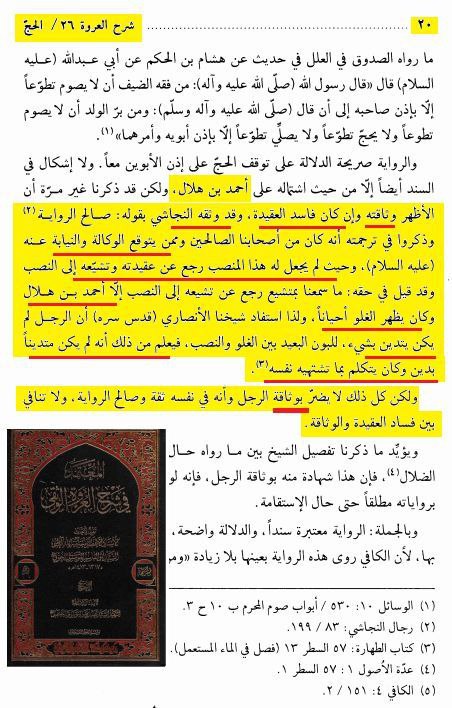 ٢٠ ........ شرح العروة ٢٦ / الحجّ
ما رواه الصدوق في العلل في حديث عن هشام بن الحكم عن أبي عبدالله (عليه
السلام) قال «قال رسول الله (صلّى الله عليه وآله): من فقه الضيف أن لا يصوم تطوّعاً
إلّا بإذن صاحبه إلى أن قال (صلّى الله عليه وآله وسلّم): ومن برّ الولد أن لا يصوم
تطوعاً ولا يحجّ تطوّعاً ولا يصلّي تطوّعاً إلّا بإذن أبويه وأمرهما»(١).
والرواية صريحة الدلالة على توقف الحجّ على إذن الأبوين معاً. ولا إشكال في
السند أيضاً إلّا من حيث اشتماله على أحمد بن هلال، ولكن قد ذكرنا غير مرّة أن
الأظهر وثاقته وإن كان فاسد العقيدة، وقد وثقه النجاشي بقوله: صالح الرواية(٢)
وذكروا في ترجمته أنه كان من أصحابنا الصالحين وممن يتوقع الوكالة والنيابة عنه
(عليه السلام)، وحيث لم يجعل له هذا المنصب رجع عن عقيدته وتشيّعه إلى النصب
وقد قيل في حقه: ما سمعنا بمتشيع رجع عن تشيعه إلى النصب إلّا أحمد بن هلال
وكان يظهر الغلو أحياناً، ولذا استفاد شيخنا الأنصاري (قدس سره) أن الرجل لم
يكن يتدين بشيء، للبون البعيد بين الغلو والنصب، فيعلم من ذلك أنه لم يكن متديناً
بدين وكان يتكلم بما تشتهيه نفسه(٣).
ولكن كل ذلك لا يضرّ بوثاقة الرجل وأنه في نفسه ثقة وصالح الرواية، ولا تنافي
بين فساد العقيدة والوثاقة.
ويؤيّد ما ذكرنا تفصيل الشيخ بين ما رواه حال
الضلال(٤)، فإن هذا شهادة منه بوثاقة الرجل، فإنه لو
برواياته مطلقاً حتى حال الإستقامة.
وبالجملة: الرواية معتبرة سنداً، والدلالة واضحة،
بها، لأن الكافي روى هذه الرواية بعينها بلا زيادة «ومر
(١) الوسائل ١٠: ٥٣٠ / أبواب صوم المحرم ب ١٠ ح ٣.
(٢) رجال النجاشي: ٨٣ / ١٩٩.
(٣) كتاب الطهارة: ٥٧ السطر ١٣ (فصل في الماء المستعمل).
(٤) عدّة الأصول ١: ٥٧ السطر ١.
(٥) الكافي ٤: ١٥١ / ٢.
المعتمد
في شرح العروة الوثقى